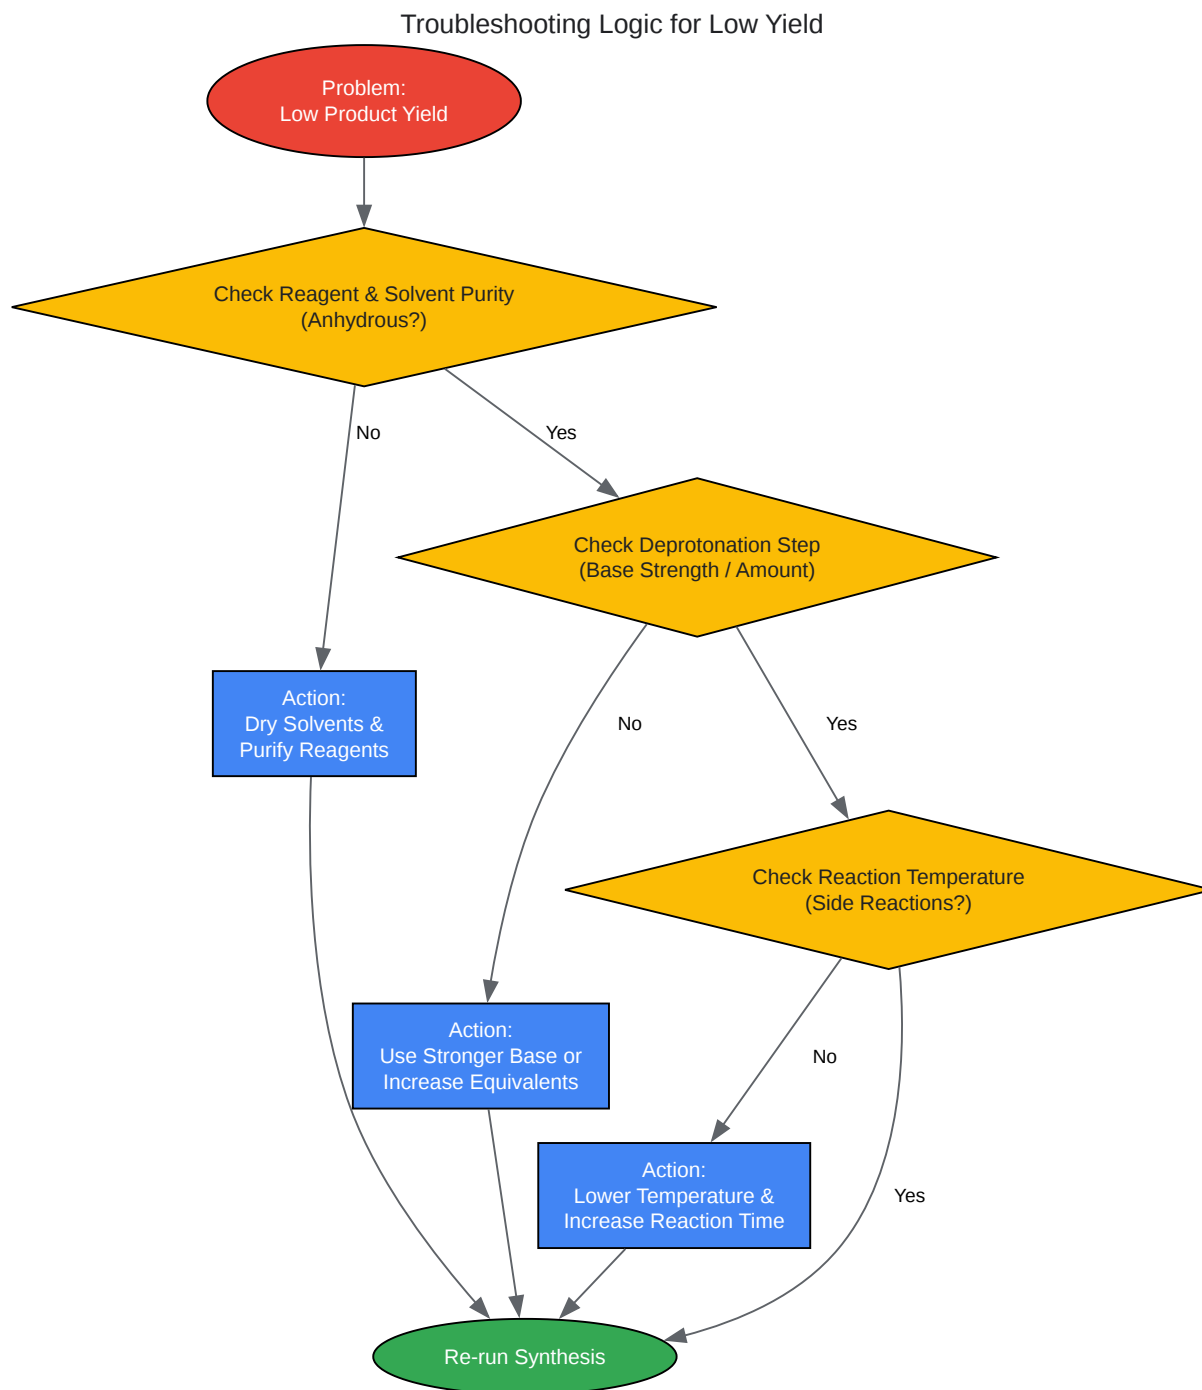 Troubleshooting Logic for Low Yield
Problem:
Low Product Yield
Check Reagent & Solvent Purity
(Anhydrous?)
No
Yes
Check Deprotonation Step
(Base Strength / Amount)
Action:
Dry Solvents &
Purify Reagents
No
Yes
Check Reaction Temperature
(Side Reactions?)
Action:
Use Stronger Base or
Increase Equivalents
No
Action:
Lower Temperature &
Increase Reaction Time
Yes
Re-run Synthesis